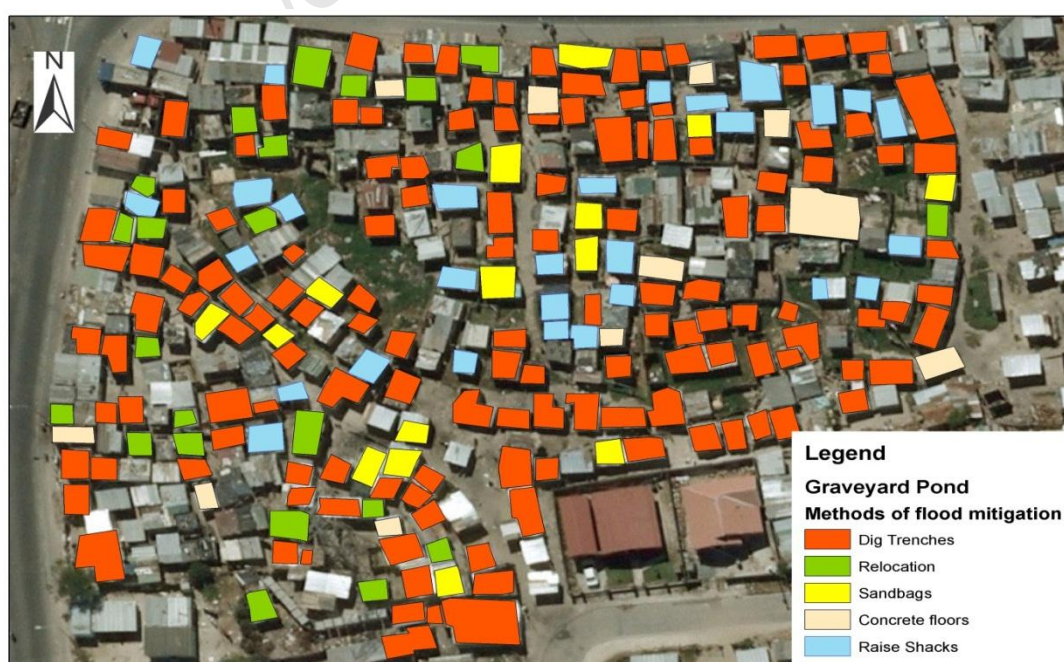 N
Legend
Graveyard Pond
Methods of flood mitigation
Dig Trenches
Relocation
Sandbags
Concrete floors
Raise Shacks